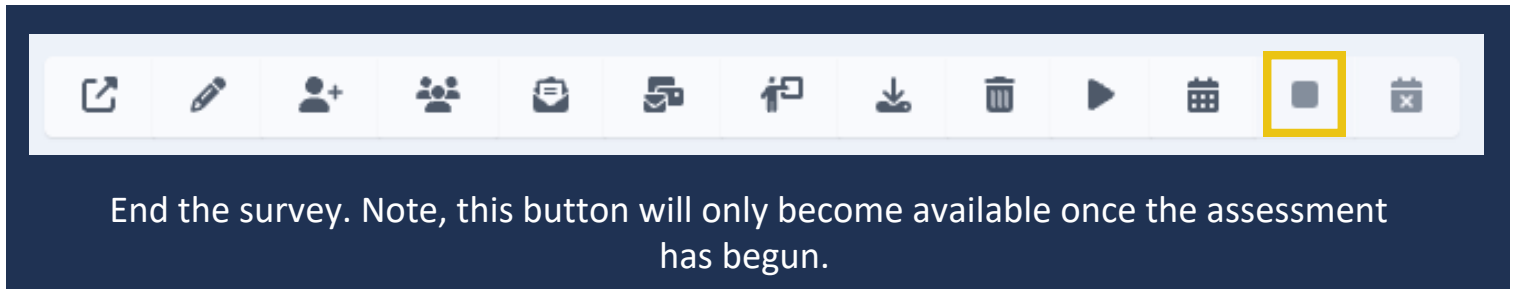 End the survey. Note, this button will only become available once the assessment
has begun.